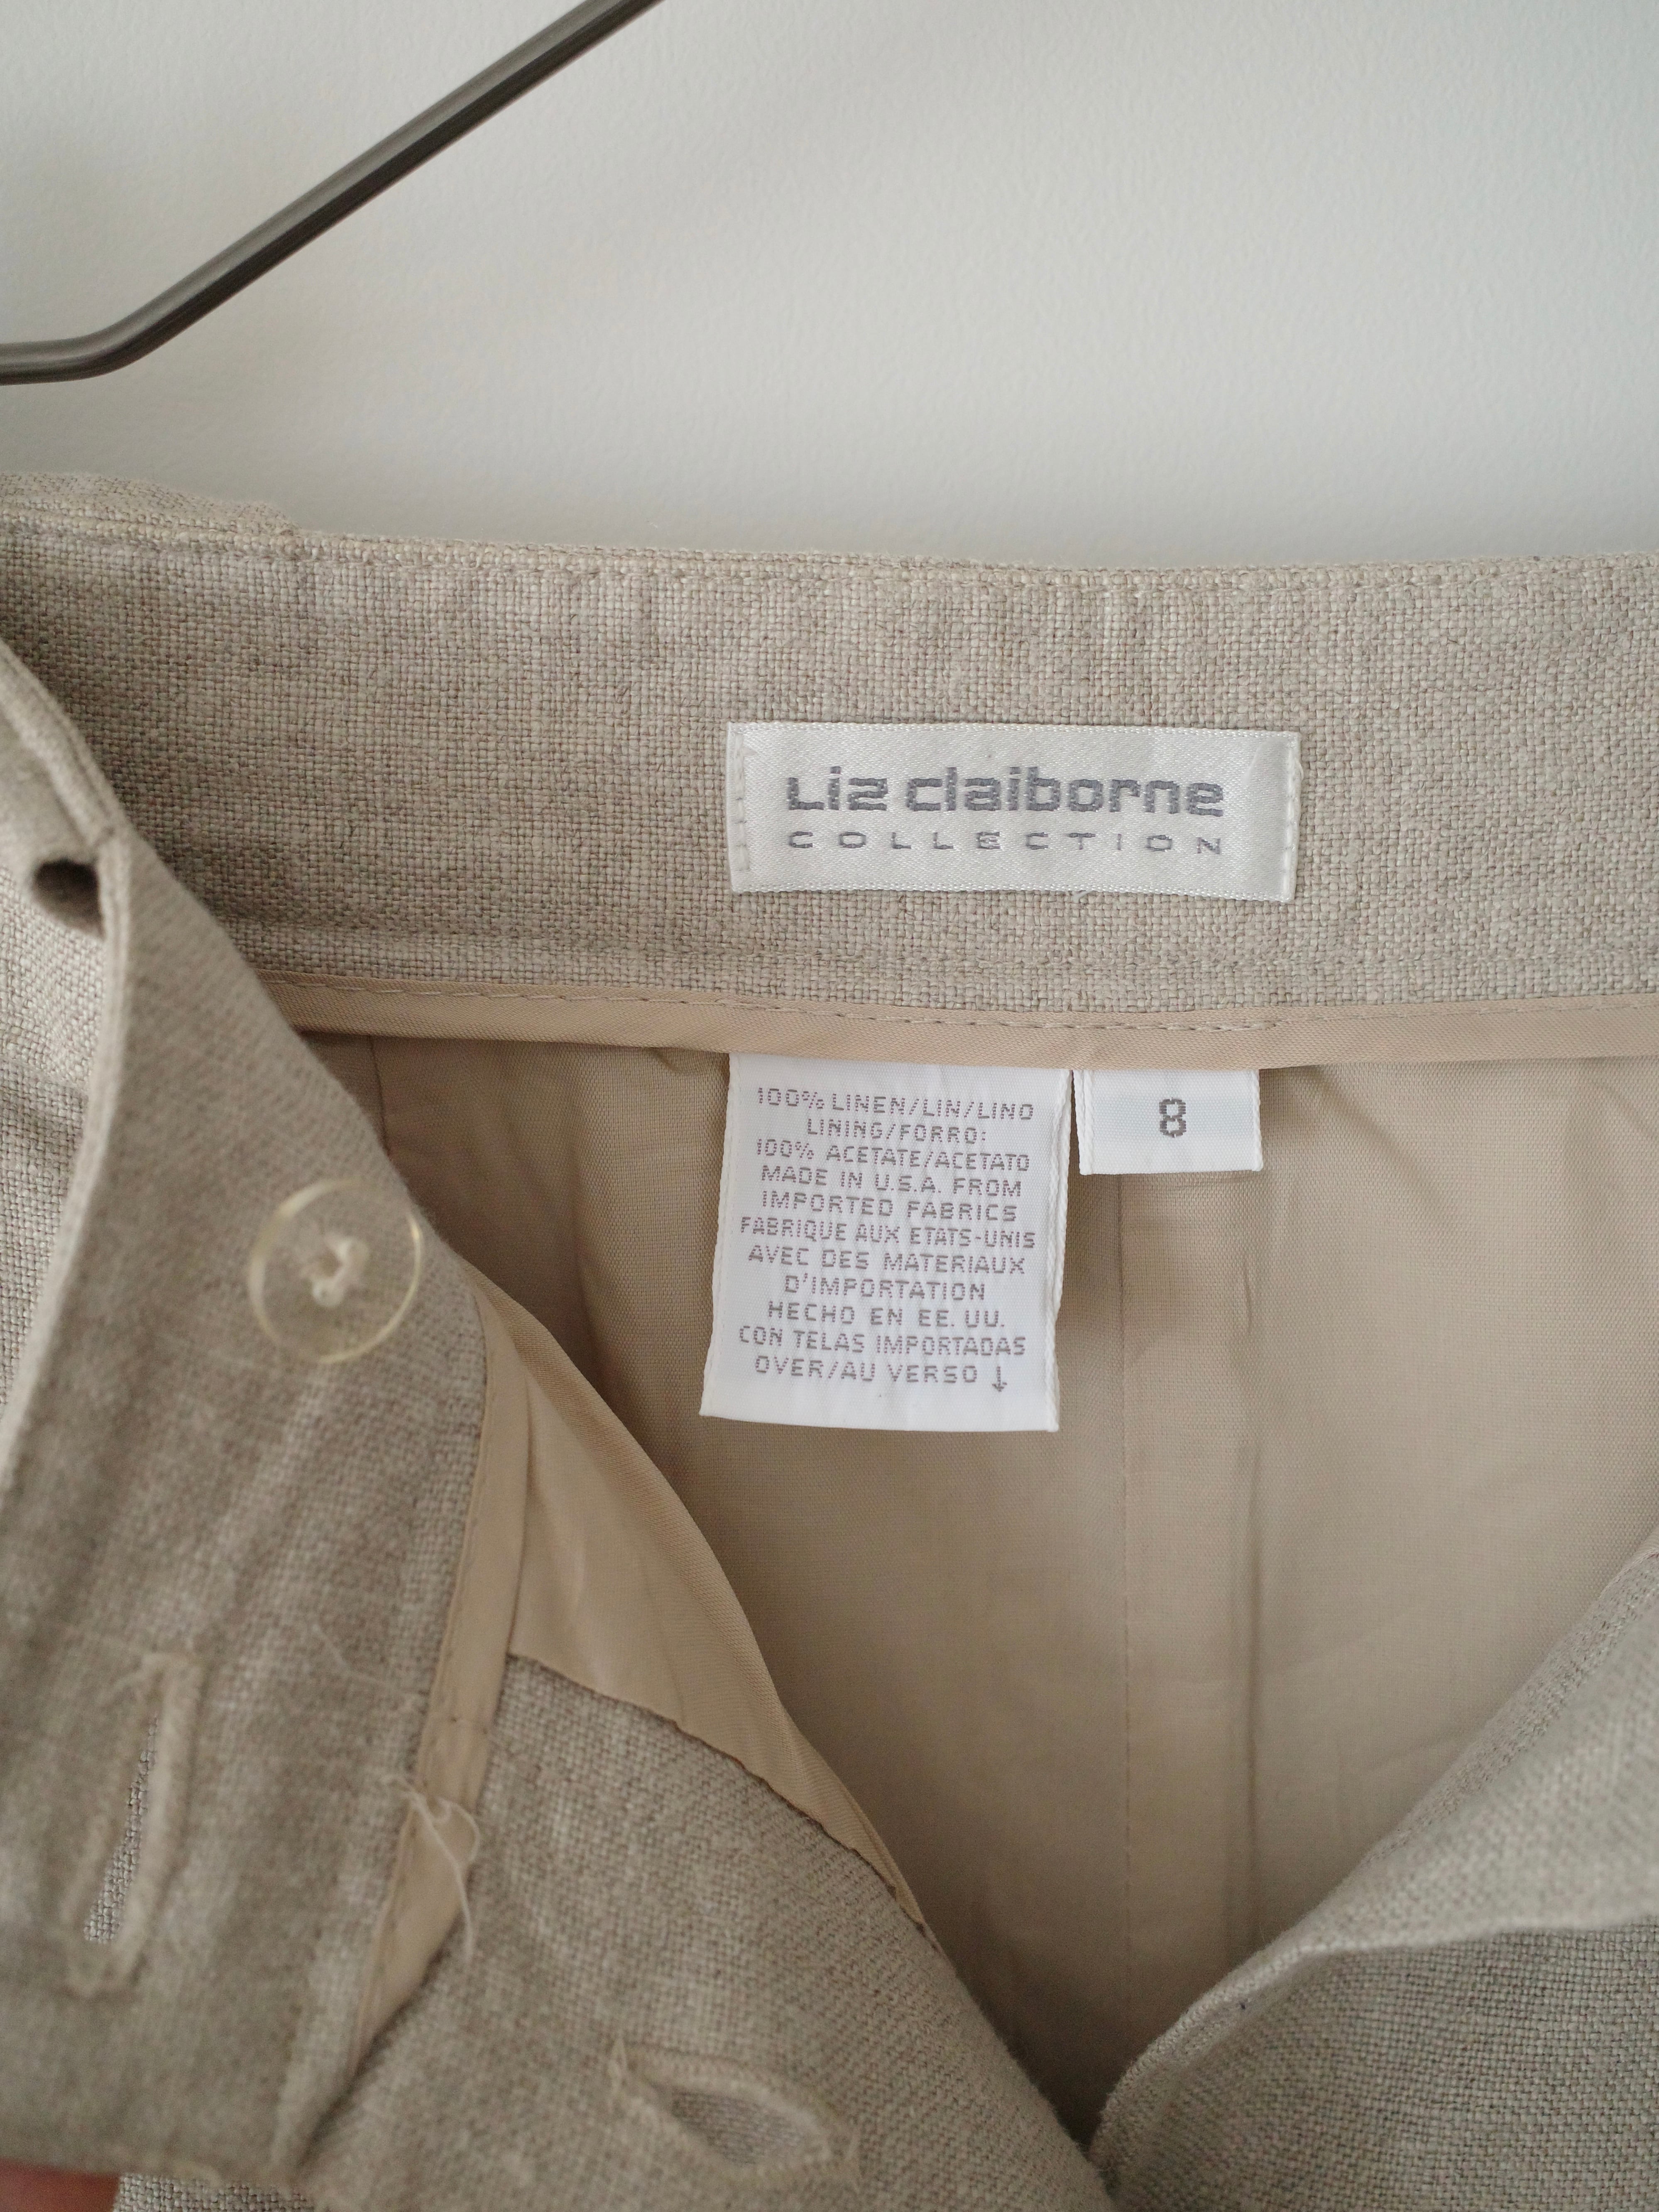 Liz claiborne
COLLECTION
100% LINEN/LIN/LINO
LINING/FORRO:
100% ACETATE/ACETATO
MADE IN U.S.A. FROM
IMPORTED FABRICS
FABRIQUE AUX ETATS-UNIS
AVEC DES MATERIAUX
D'IMPORTATION
HECHO EN EE. UU.
CON TELAS IMPORTADAS
OVER/AU VERSO ↓
8